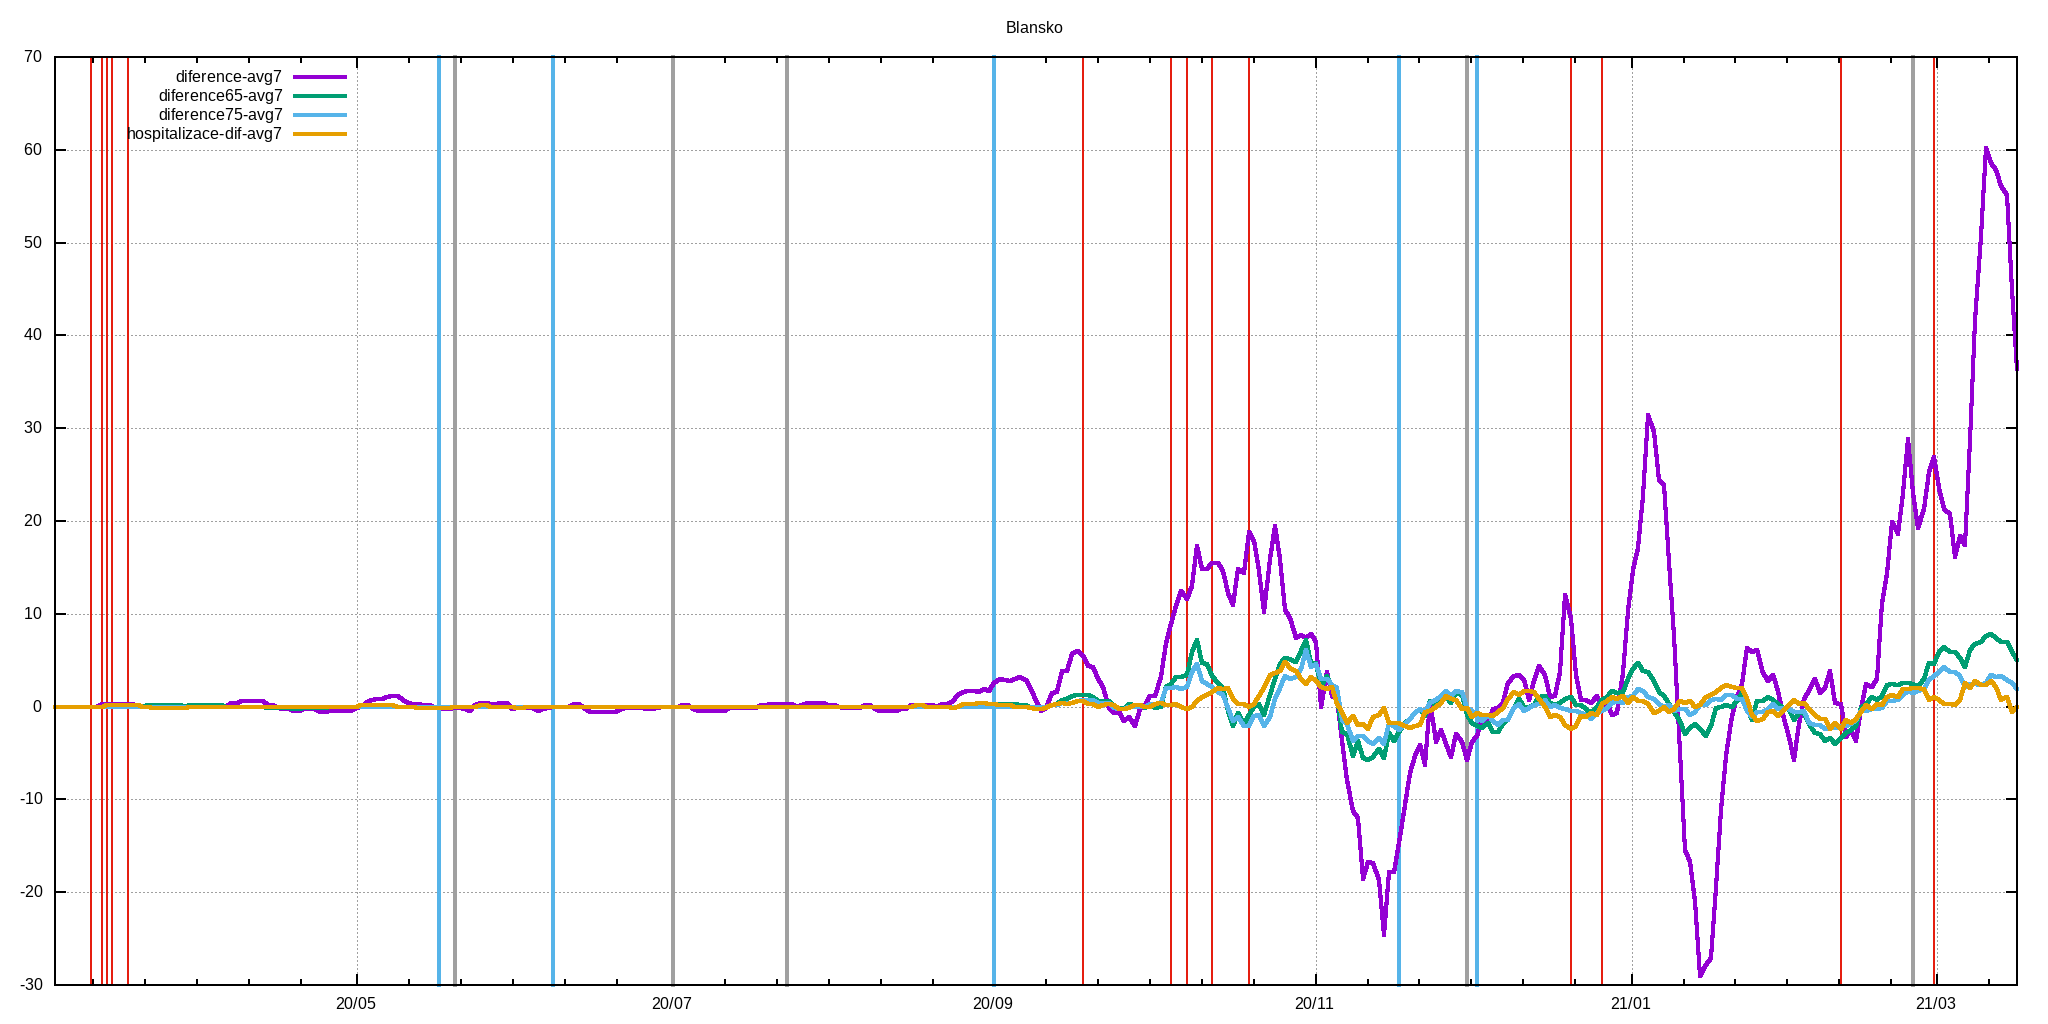 Blansko
diference-avg7
diference65-avg7
diference75-avg7
hospitalizace-dif-avg7
70
60
50
40
30
20
10
0
-10
-20
-30
20/05 20/07 20/09 20/11 21/01 21/03